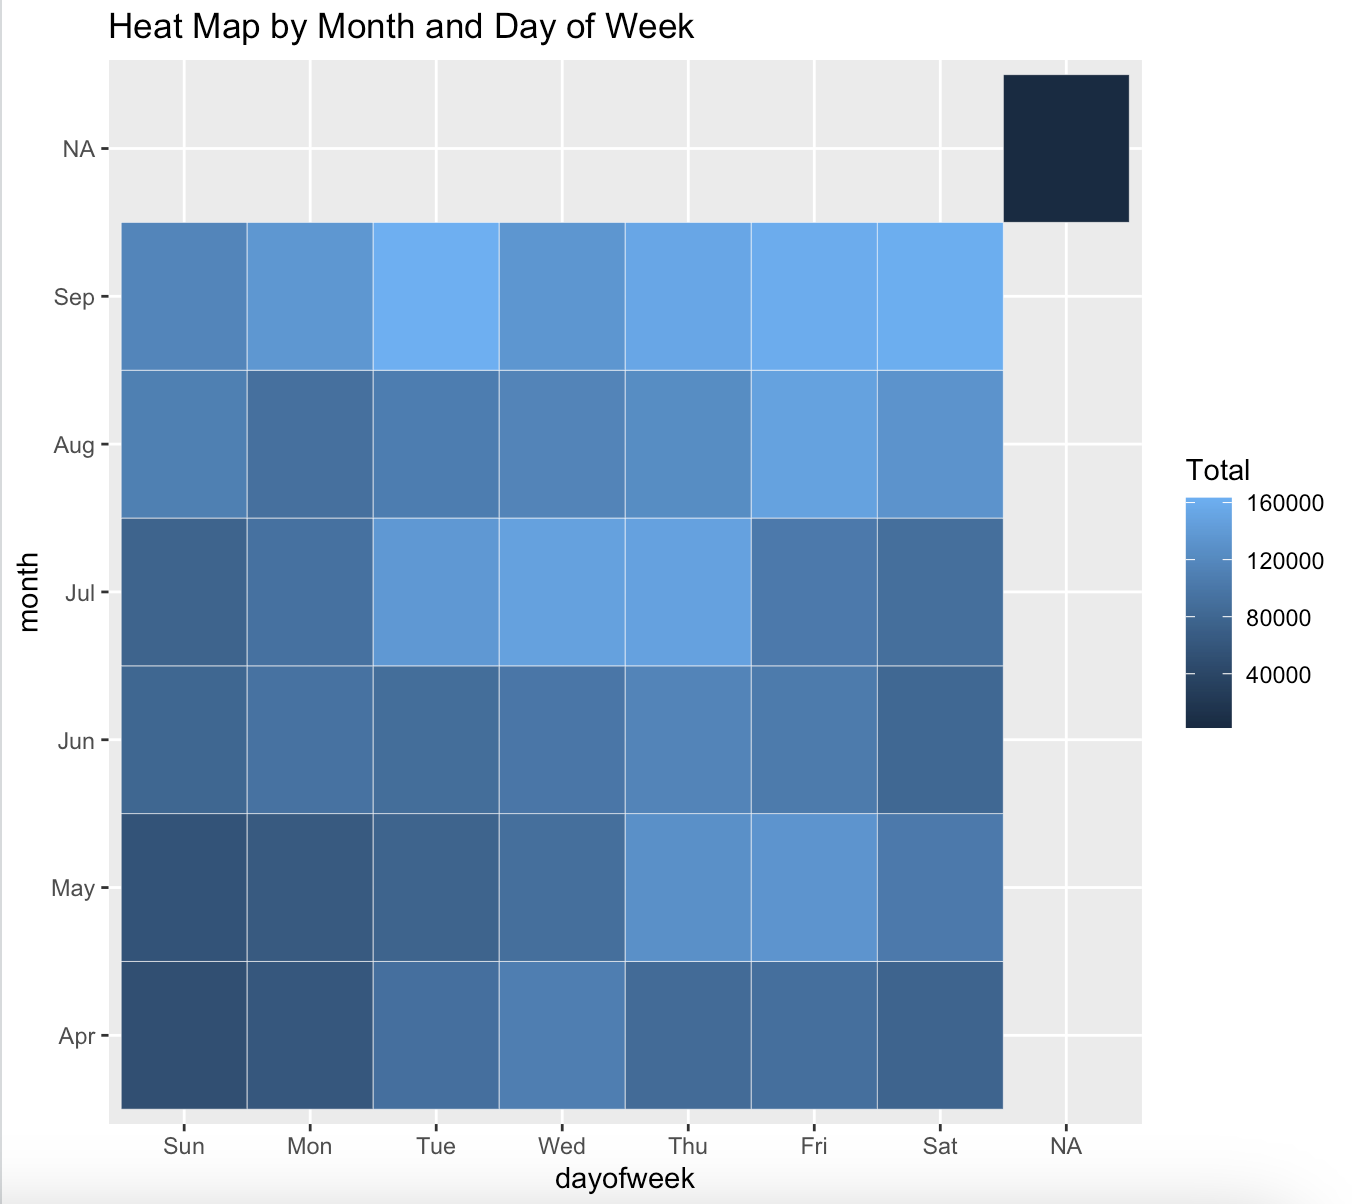 Heat Map by Month and Day of Week
NA
Sep
Aug
Jul
Jun
May
Apr
month
Sun Mon Tue Wed Thu Fri Sat NA
dayofweek
Total
160000
120000
80000
40000